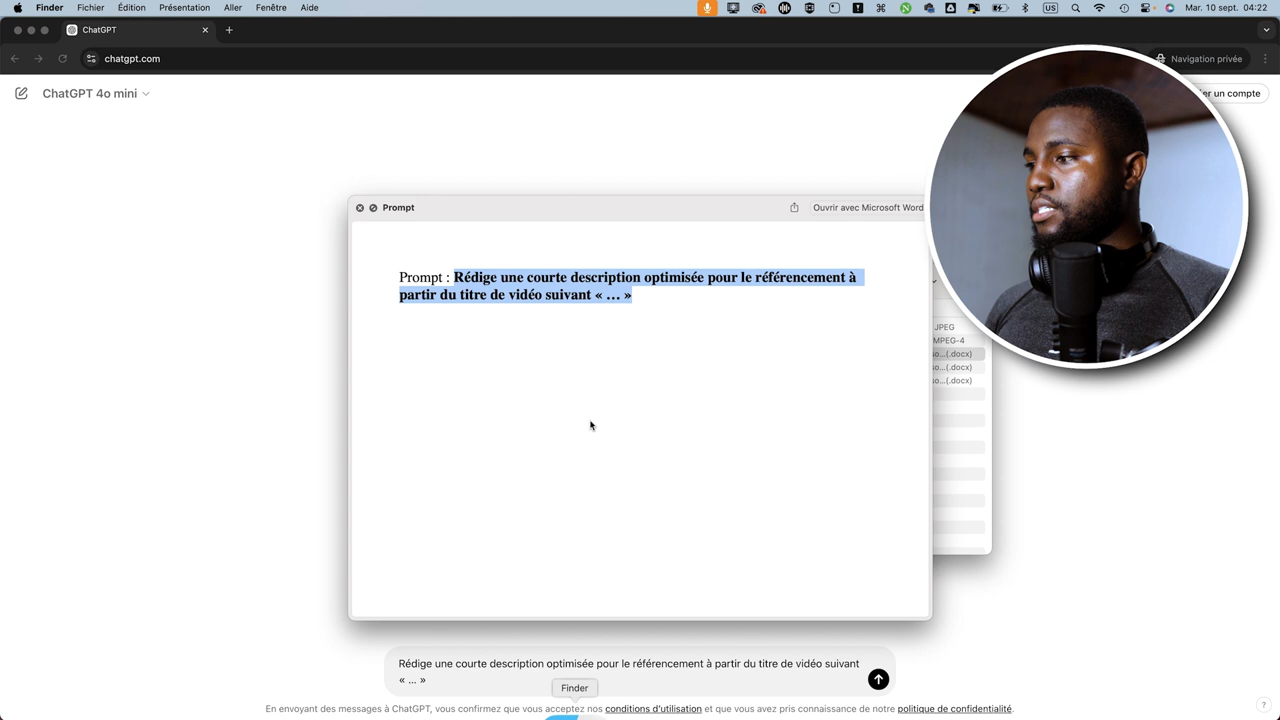 Finder Fichier Édition Présentation Aller Fenêtre Aide US Mar. 10 sept. 04:22
ChatGPT
chatgpt.com Navigation privée
ChatGPT 4o mini er un compte
Prompt Ouvrir avec Microsoft Word
Prompt : Rédige une courte description optimisée pour le référencement à
partir du titre de vidéo suivant « … »
JPEG
MPEG-4
so...(.docx)
so...(.docx)
so...(.docx)
Rédige une courte description optimisée pour le référencement à partir du titre de vidéo suivant
« … »
Finder
En envoyant des messages à ChatGPT, vous confirmez que vous acceptez nos conditions d'utilisation et que vous avez pris connaissance de notre politique de confidentialité.
?